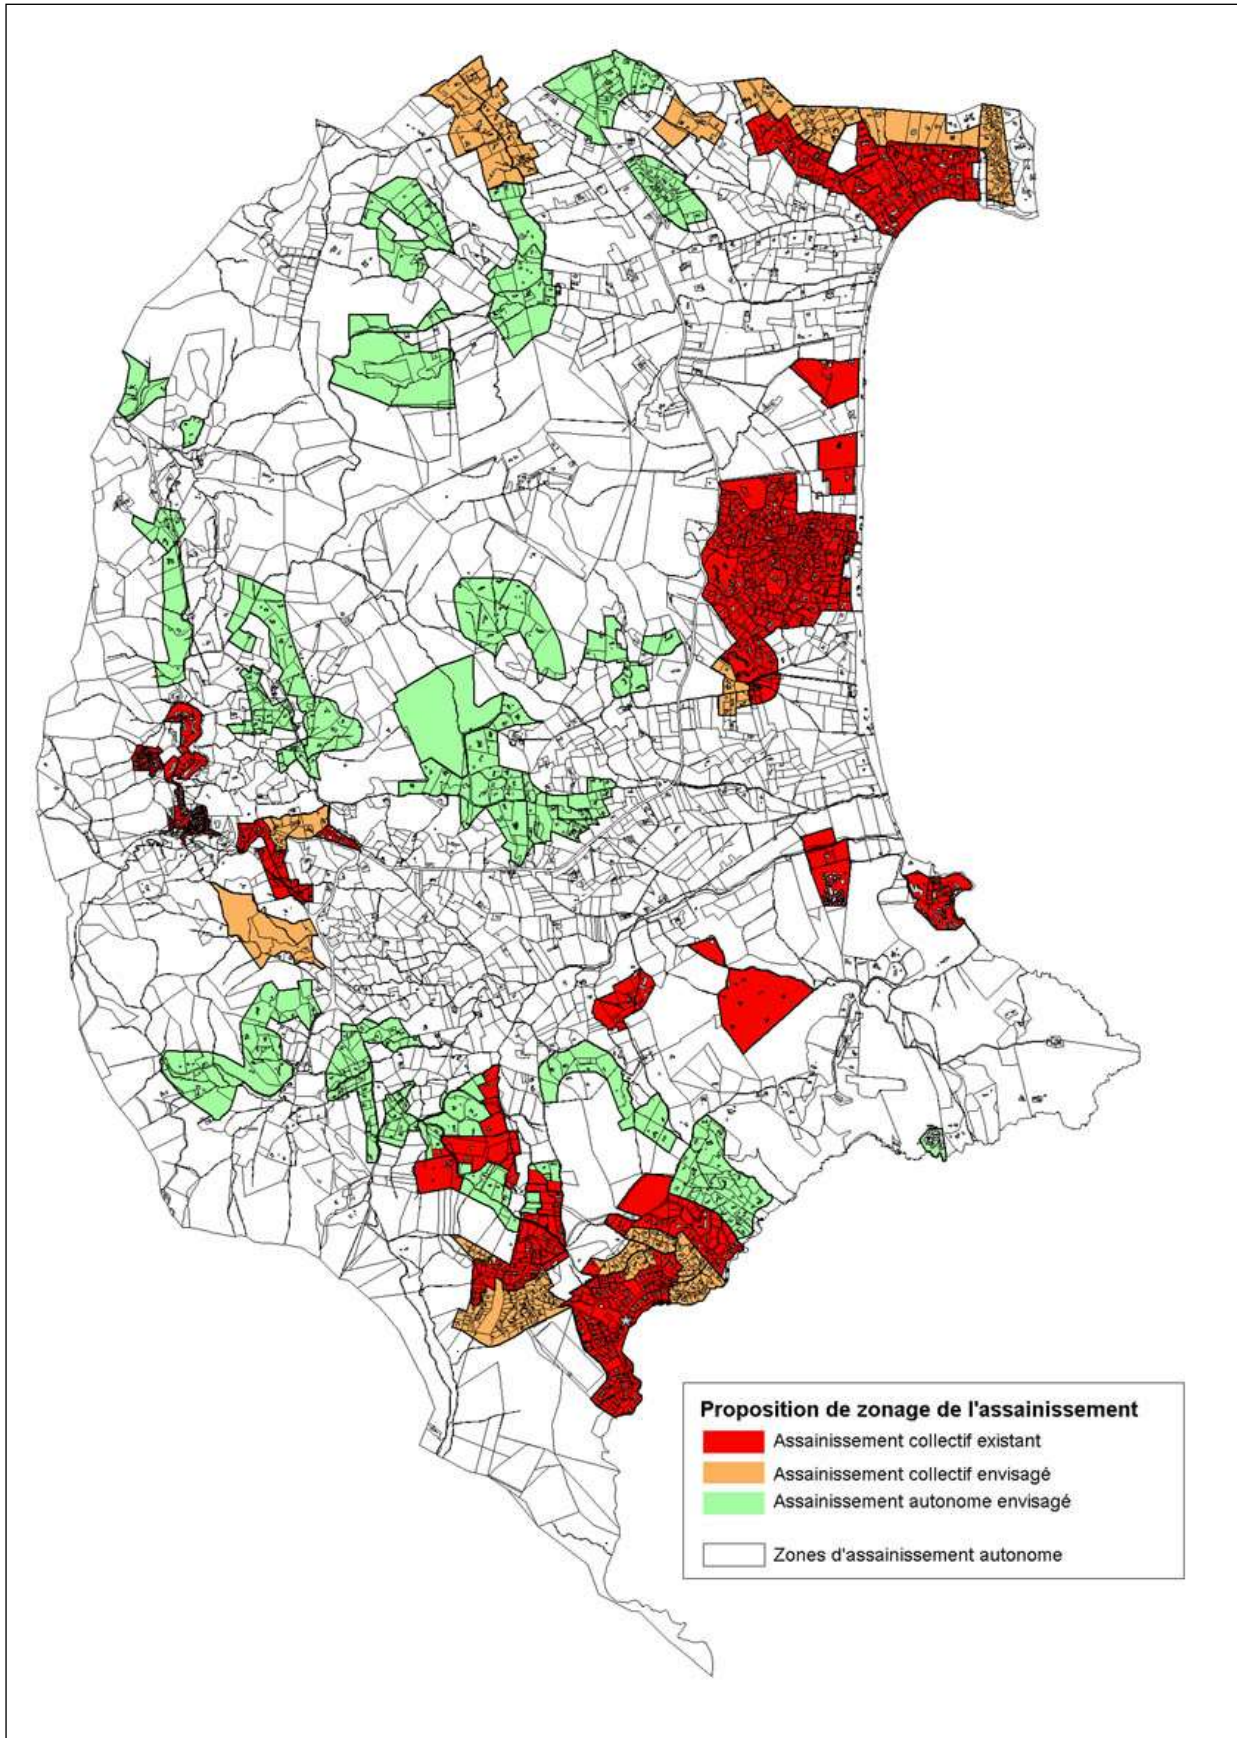 Proposition de zonage de l'assainissement
Assainissement collectif existant
Assainissement collectif envisagé
Assainissement autonome envisagé
Zones d'assainissement autonome